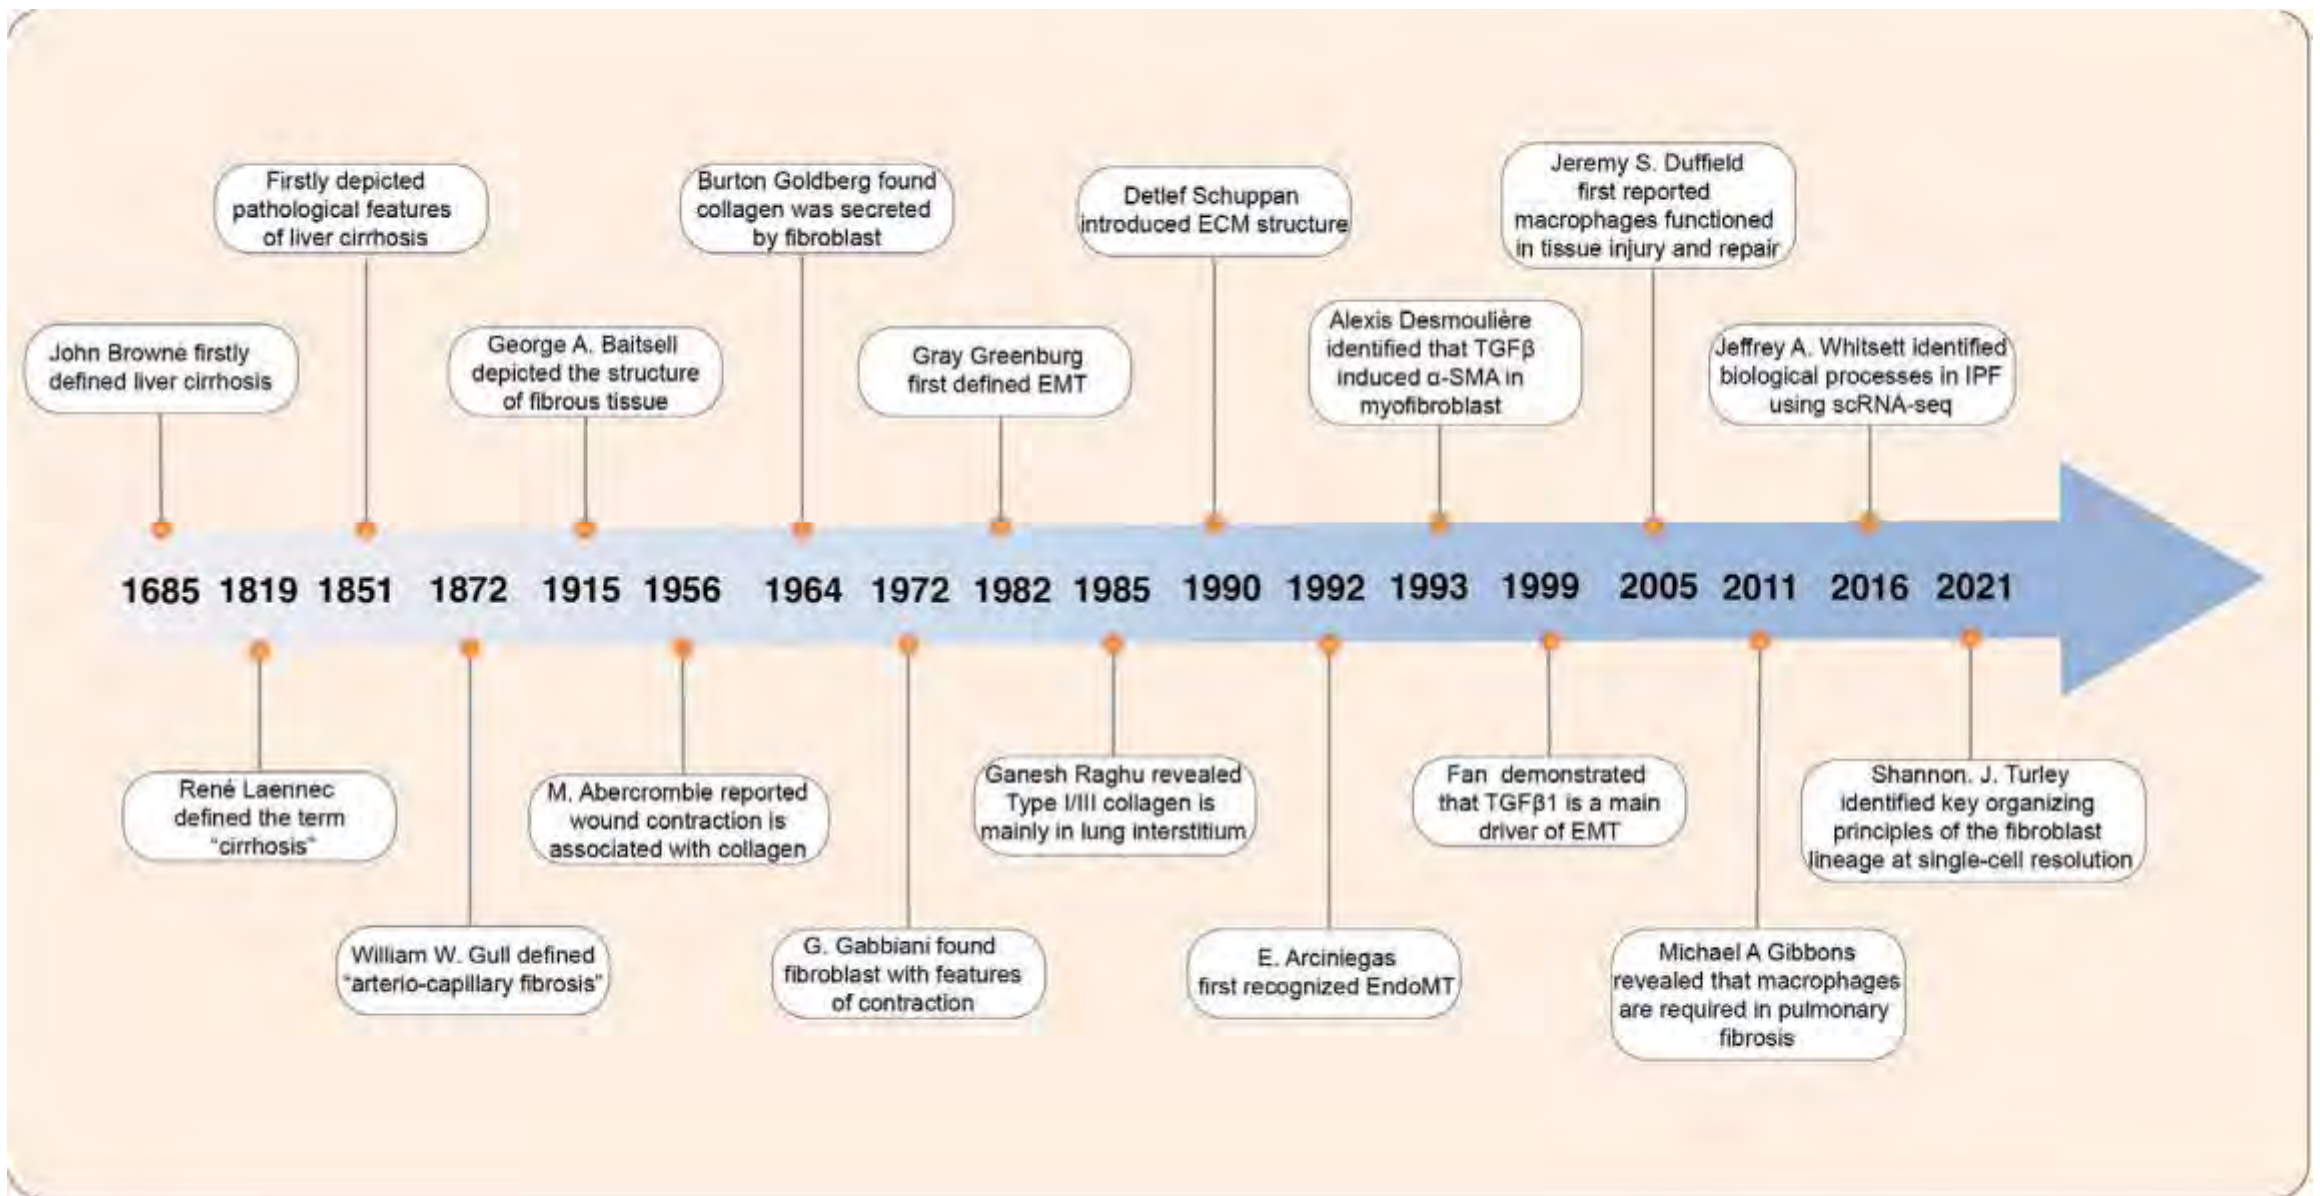 Jeremy S. Duffield
first reported
macrophages functioned
in tissue injury and repair
Firstly depicted
pathological features
of liver cirrhosis
Burton Goldberg found
collagen was secreted
by fibroblast
Detlef Schuppan
introduced ECM structure
John Browne firstly
defined liver cirrhosis
George A. Baitsell
depicted the structure
of fibrous tissue
Gray Greenburg
first defined EMT
Alexis Desmoulière
identified that TGFβ
induced α-SMA in
myofibroblast
Jeffrey A. Whitsett identified
biological processes in IPF
using scRNA-seq
1685 1819 1851 1872 1915 1956 1964 1972 1982 1985 1990 1992 1993 1999 2005 2011 2016 2021
René Laennec
defined the term
"cirrhosis"
M. Abercrombie reported
wound contraction is
associated with collagen
Ganesh Raghu revealed
Type I/III collagen is
mainly in lung interstitium
Fan demonstrated
that TGFβ1 is a main
driver of EMT
Shannon. J. Turley
identified key organizing
principles of the fibroblast
lineage at single-cell resolution
William W. Gull defined
"arterio-capillary fibrosis"
G. Gabbiani found
fibroblast with features
of contraction
E. Arciniegas
first recognized EndoMT
Michael A Gibbons
revealed that macrophages
are required in pulmonary
fibrosis